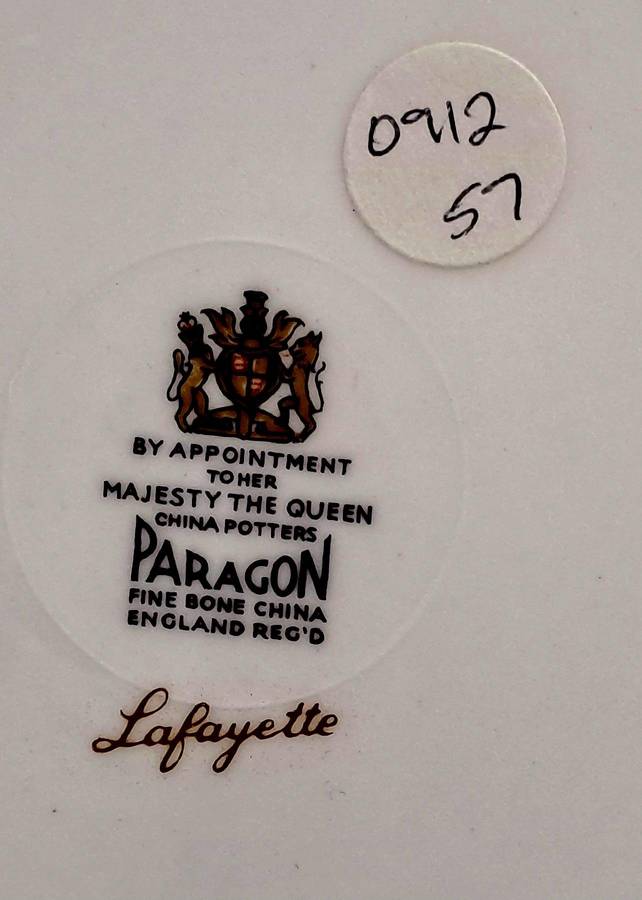 0912
57
BY APPOINTMENT
TO HER
MAJESTY THE QUEEN
CHINA POTTERS
PARAGON
FINE BONE CHINA
ENGLAND REG'D
Lafayette